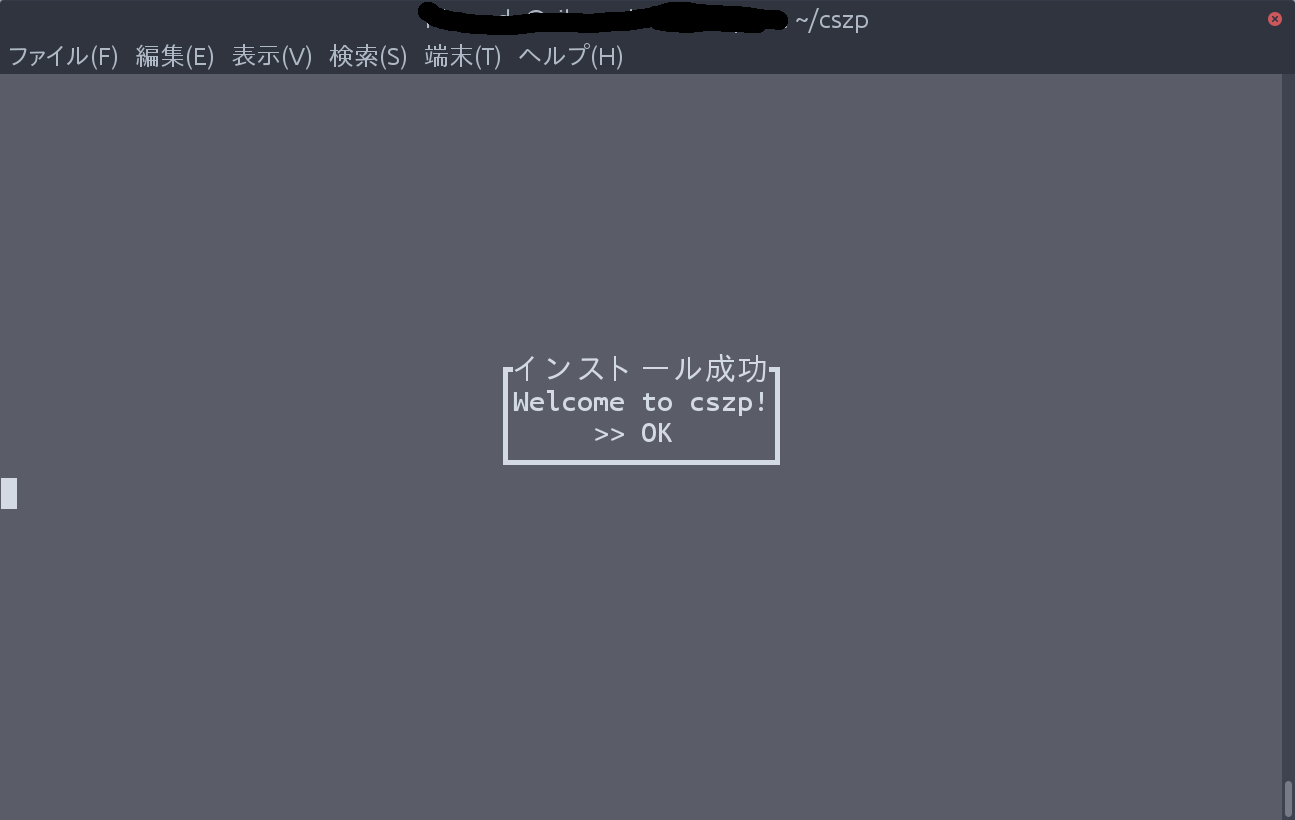 ~/cszp
ファイル(F) 編集(E) 表示(V) 検索(S) 端末(T) ヘルプ(H)
インストール成功
Welcome to cszp!
>> OK